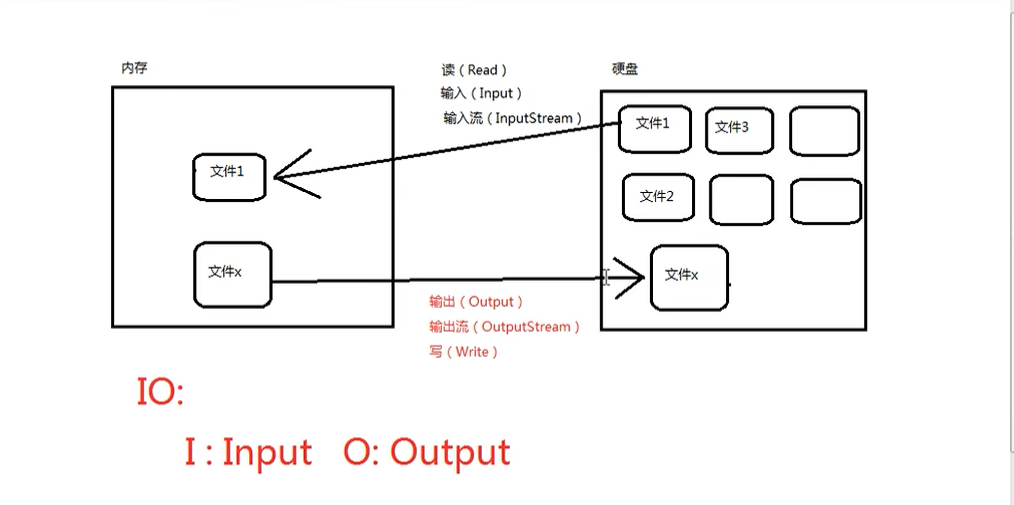 内存
读（Read）
输入（Input）
输入流（InputStream）
硬盘
文件1
文件3
文件1
文件2
文件x
文件x
输出（Output）
输出流（OutputStream）
写（Write）
IO:
I : Input O: Output